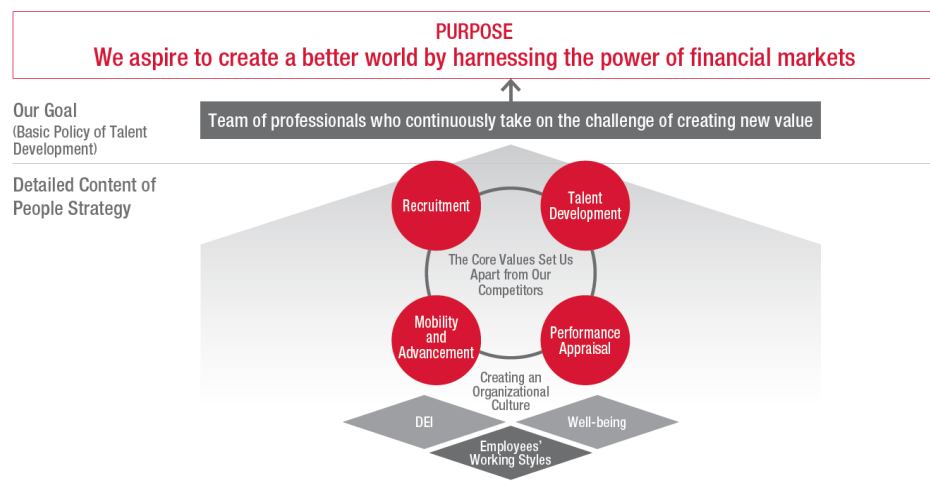 PURPOSE
We aspire to create a better world by harnessing the power of financial markets
Our Goal
(Basic Policy of Talent
Development)
Team of professionals who continuously take on the challenge of creating new value
Detailed Content of
People Strategy
Recruitment
Talent
Development
The Core Values Set Us
Apart from Our
Competitors
Mobility
and
Advancement
Performance
Appraisal
Creating an
Organizational
Culture
DEI
Well-being
Employees’
Working Styles